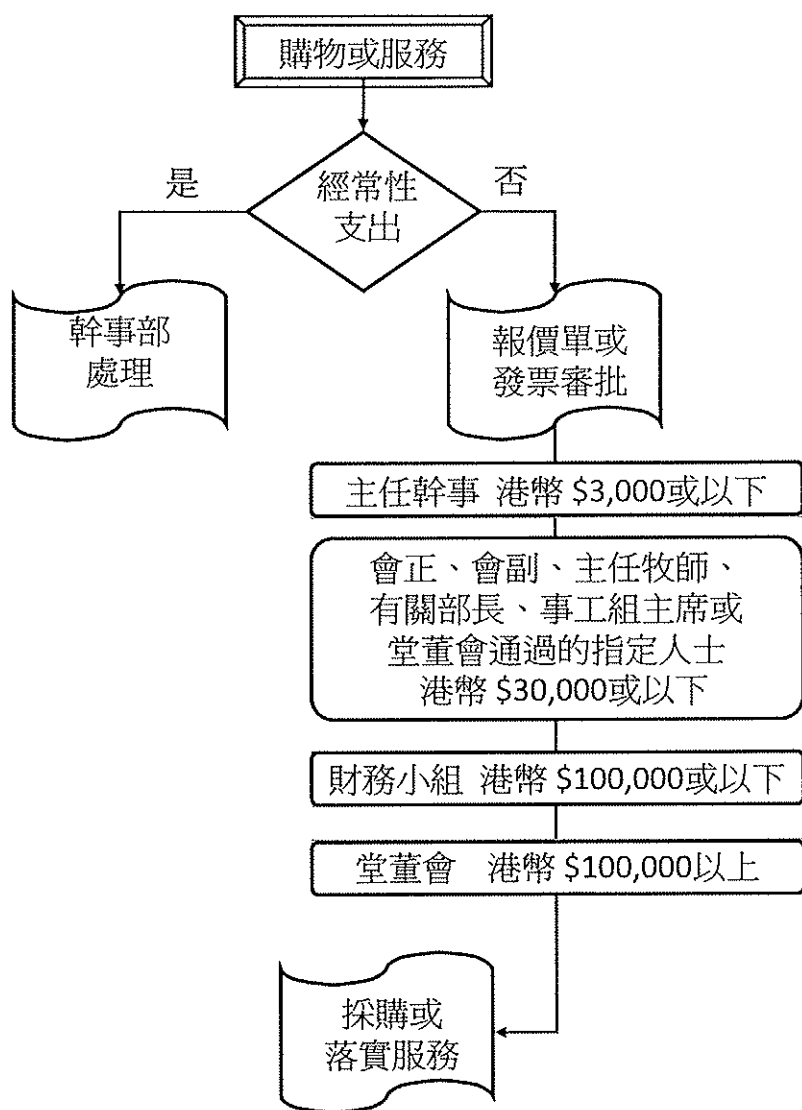 購物或服務
經常性
支出
是
否
幹事部
處理
報價單或
發票審批
主任幹事 港幣 $3,000或以下
會正、會副、主任牧師、
有關部長、事工組主席或
堂董會通過的指定人士
港幣 $30,000或以下
財務小組 港幣 $100,000或以下
堂董會 港幣 $100,000以上
採購或
落實服務